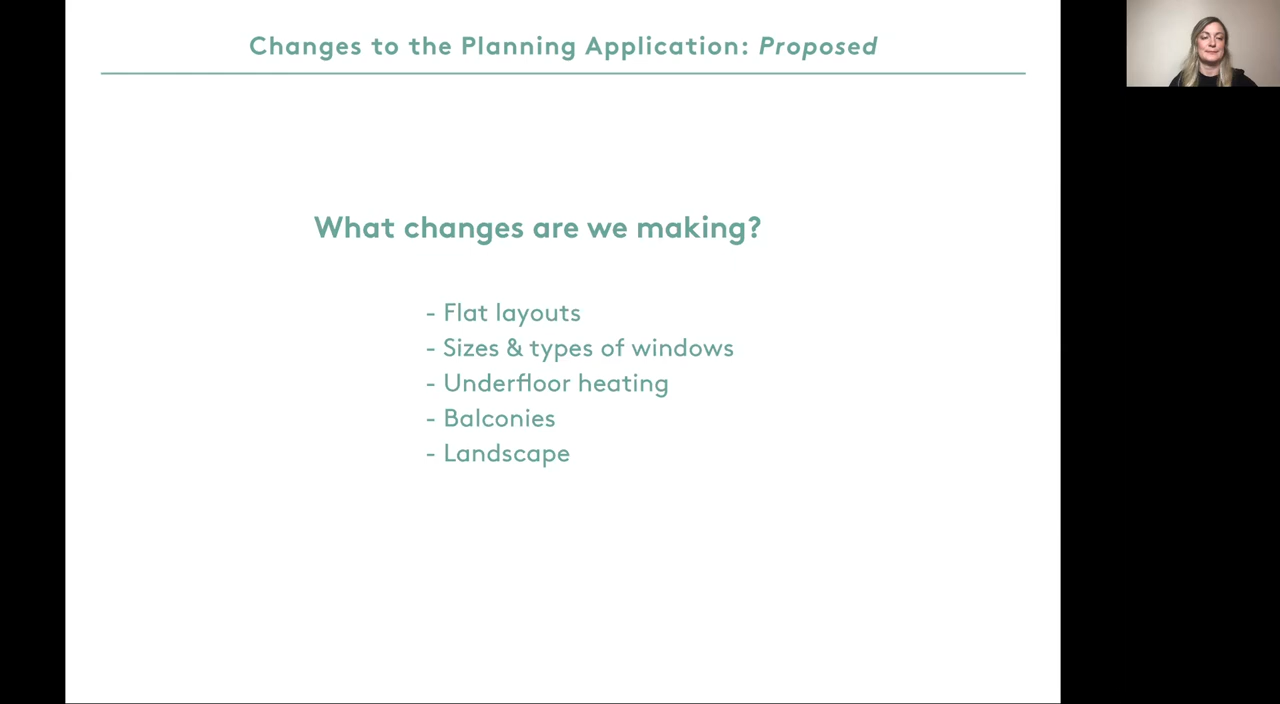 Changes to the Planning Application: Proposed
What changes are we making?
- Flat layouts
- Sizes & types of windows
- Underfloor heating
- Balconies
- Landscape